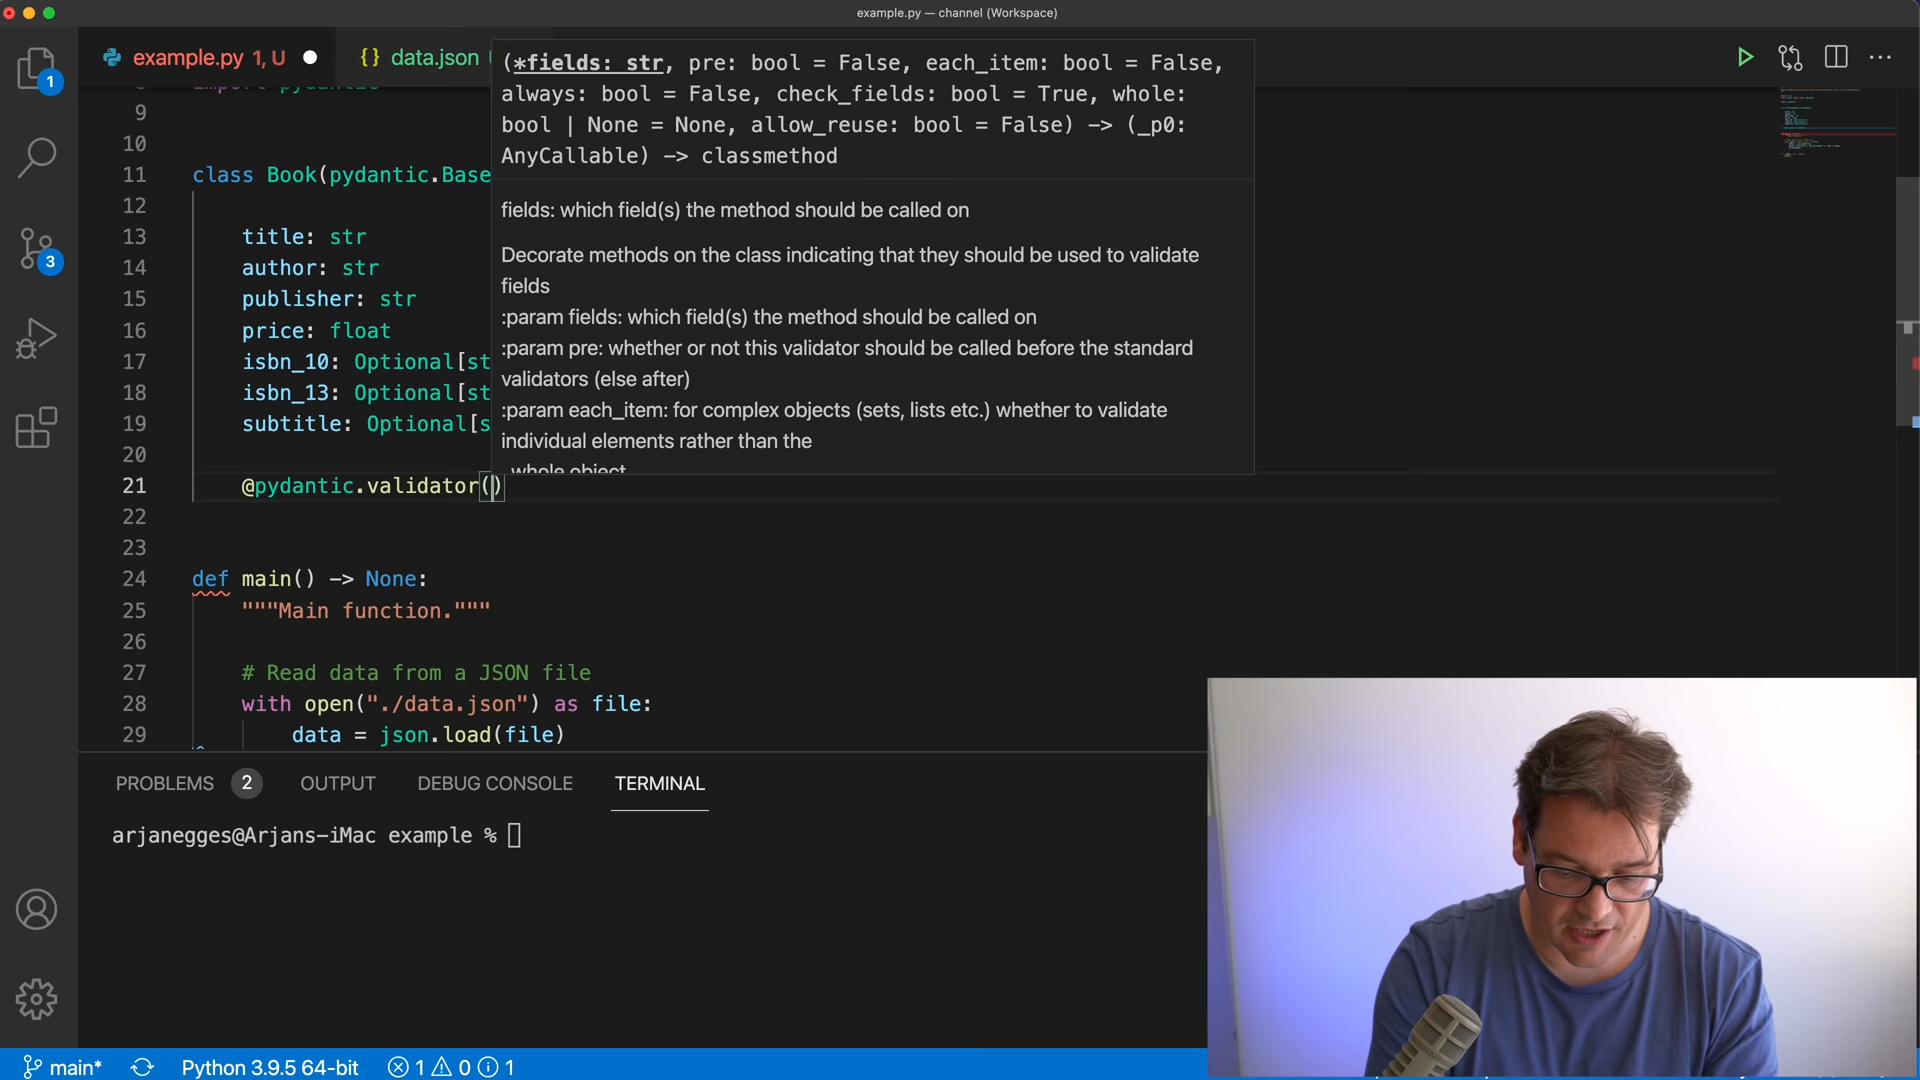 example.py — channel (Workspace)
example.py 1, U
data.json
1
3
(*fields: str, pre: bool = False, each_item: bool = False,
always: bool = False, check_fields: bool = True, whole:
bool | None = None, allow_reuse: bool = False) -> (_p0:
AnyCallable) -> classmethod
fields: which field(s) the method should be called on
Decorate methods on the class indicating that they should be used to validate
fields
:param fields: which field(s) the method should be called on
:param pre: whether or not this validator should be called before the standard
validators (else after)
:param each_item: for complex objects (sets, lists etc.) whether to validate
individual elements rather than the
whole object
import pydantic
9
10
11 class Book(pydantic.Base
12
13 title: str
14 author: str
15 publisher: str
16 price: float
17 isbn_10: Optional[st
18 isbn_13: Optional[st
19 subtitle: Optional[s
20
21 @pydantic.validator()
22
23
24 def main() -> None:
25 """Main function."""
26
27 # Read data from a JSON file
28 with open("./data.json") as file:
29 data = json.load(file)
PROBLEMS 2 OUTPUT DEBUG CONSOLE TERMINAL
arjanegges@Arjans-iMac example %
main* Python 3.9.5 64-bit 1 0 1